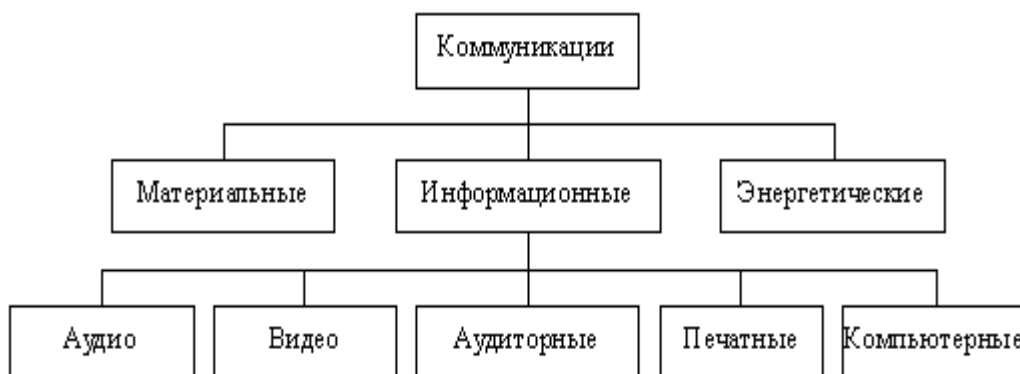 Коммуникации
Материальные
Информационные
Энергетические
Аудио
Видео
Аудиторные
Печатные
Компьютерные